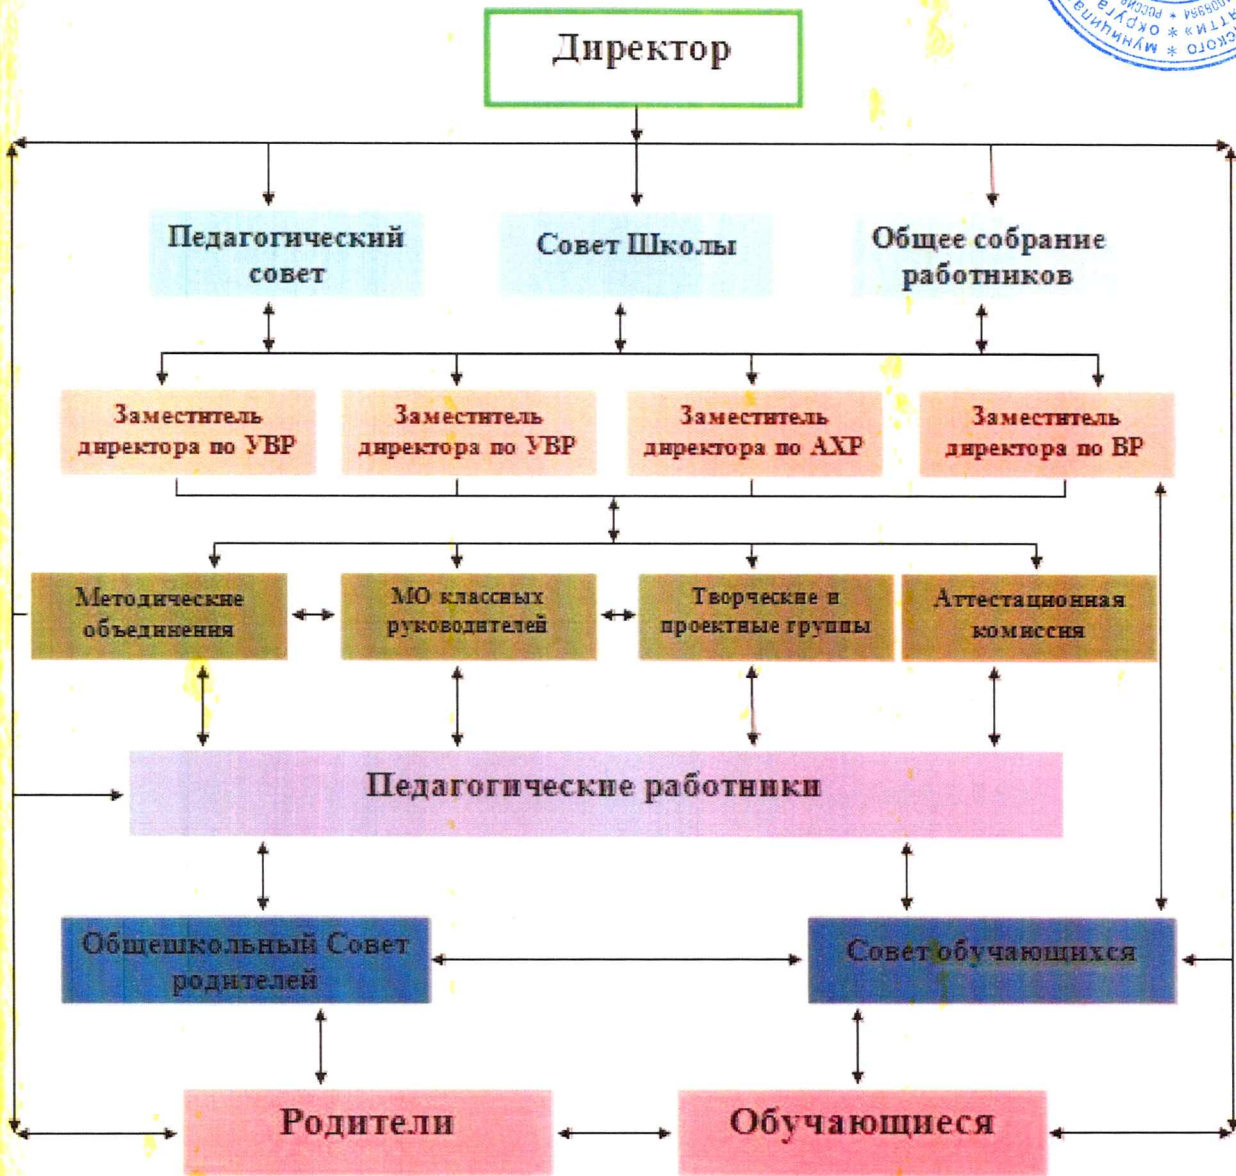 Директор
Педагогический
совет
Совет Школы
Общее собрание
работников
Заместитель
директора по УВР
Заместитель
директора по УВР
Заместитель
директора по АХР
Заместитель
директора по ВР
Методические
объединения
МО классных
руководителей
Творческие и
проектные группы
Аттестационная
комиссия
Педагогические работники
Общешкольный Совет
родителей
Совет обучающихся
Родители
Обучающиеся